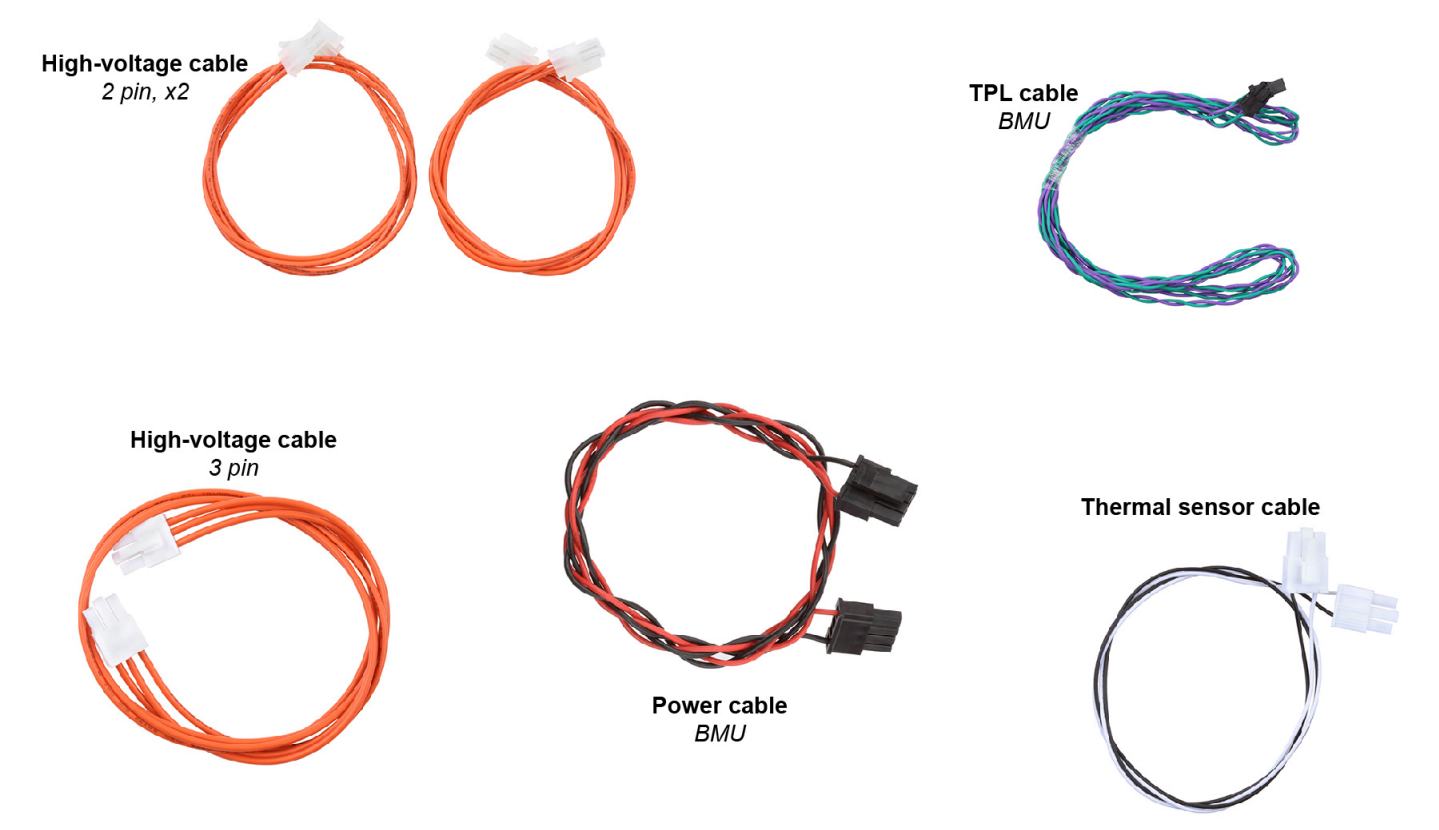 High-voltage cable
2 pin, x2
TPL cable
BMU
High-voltage cable
3 pin
Thermal sensor cable
Power cable
BMU